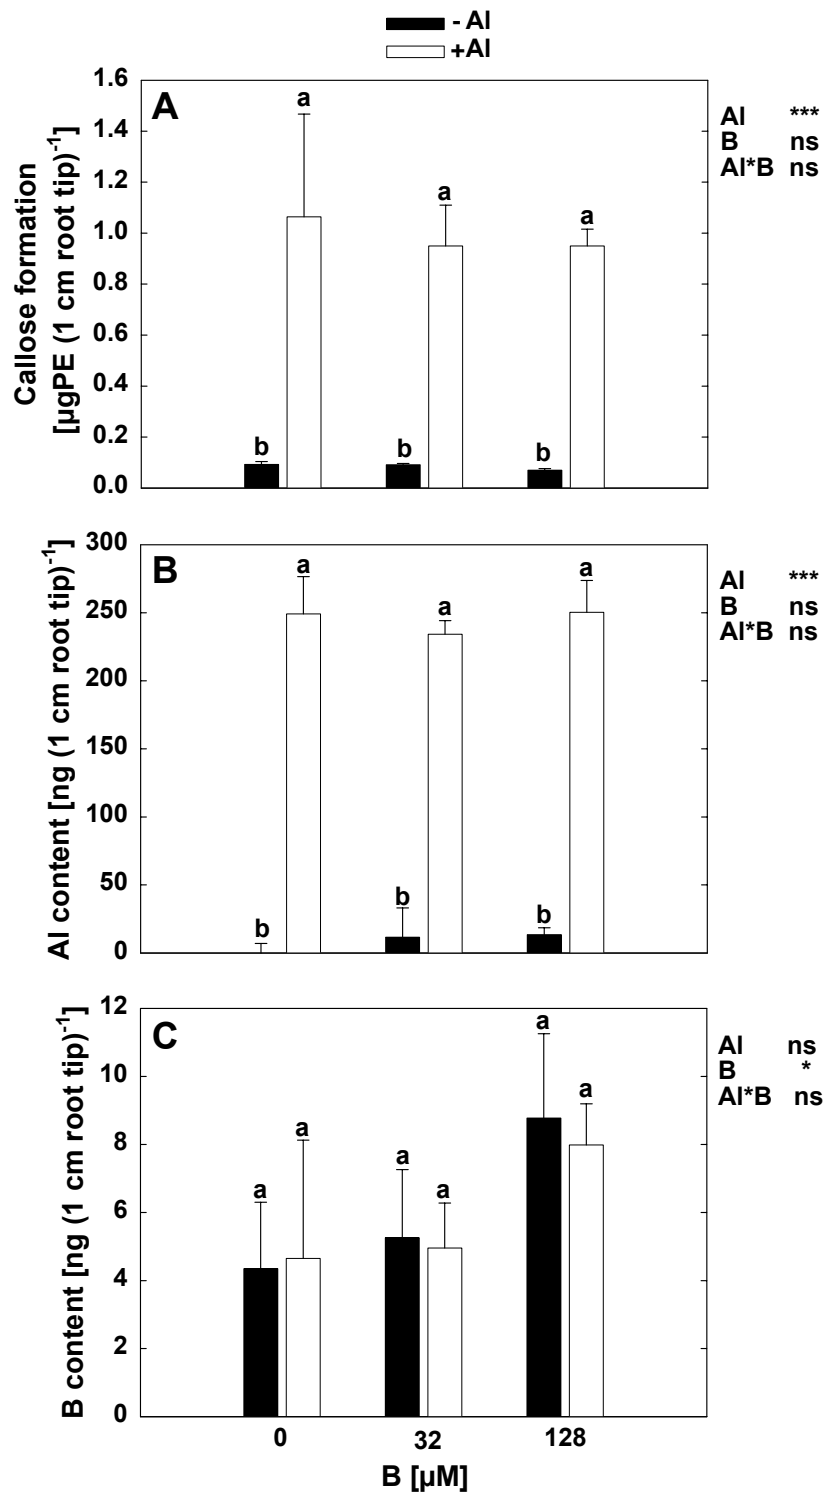 - Al
+Al
A
1.6
1.4
1.2
1.0
0.8
0.6
0.4
0.2
0.0
Callose formation
[µgPE (1 cm root tip)⁻¹]
a
a
a
b
b
b
Al ***
B ns
Al*B ns
B
300
250
200
150
100
50
0
Al content [ng (1 cm root tip)⁻¹]
a
a
a
b
b
b
Al ***
B ns
Al*B ns
C
12
10
8
6
4
2
0
B content [ng (1 cm root tip)⁻¹]
a
a
a
a
a
a
Al ns
B *
Al*B ns
0 32 128
B [µM]